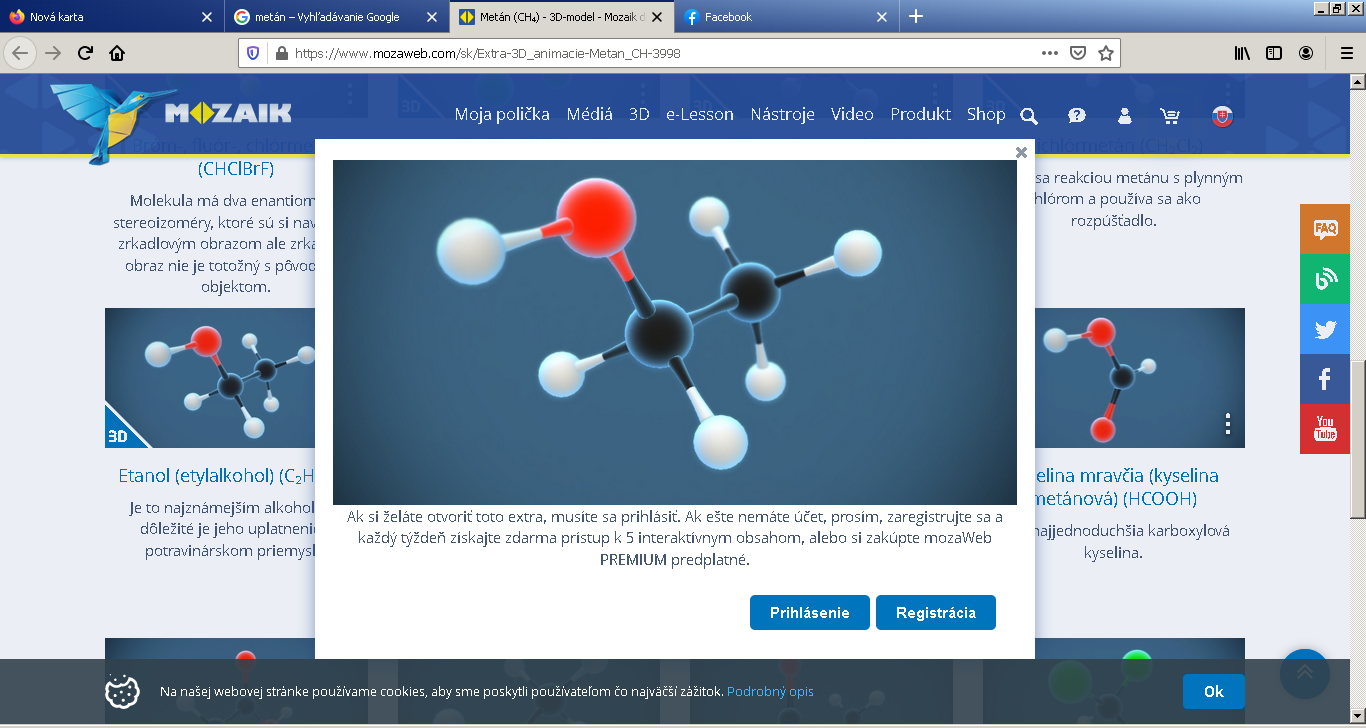 Nová karta
metán – Vyhľadávanie Google
Metán (CH₄) - 3D-model - Mozaik d
Facebook
https://www.mozaweb.com/sk/Extra-3D_animacie-Metan_CH-3998
MOZAIK
Moja polička Médiá 3D e-Lesson Nástroje Video Produkt Shop
Bróm-, fluór-, chlórme
(CHClBrF)
Molekula má dva enantiom
stereoizoméry, ktoré sú si nav
zrkadlovým obrazom ale zrka
obraz nie je totožný s pôvod
objektom.
sa reakciou metánu s plynným
hlórom a používa sa ako
rozpúšťadlo.
FAQ
3D
Etanol (etylalkohol) (C₂H
Je to najznámejším alkohol
dôležité je jeho uplatneni
potravinárskom priemysl
Ak si želáte otvoriť toto extra, musíte sa prihlásiť. Ak ešte nemáte účet, prosím, zaregistrujte sa a
každý týždeň získajte zdarma prístup k 5 interaktívnym obsahom, alebo si zakúpte mozaWeb
PREMIUM predplatné.
Prihlásenie
Registrácia
elina mravčia (kyselina
metánová) (HCOOH)
najjednoduchšia karboxylová
kyselina.
You
Tube
Na našej webovej stránke používame cookies, aby sme poskytli používateľom čo najväčší zážitok. Podrobný opis
Ok